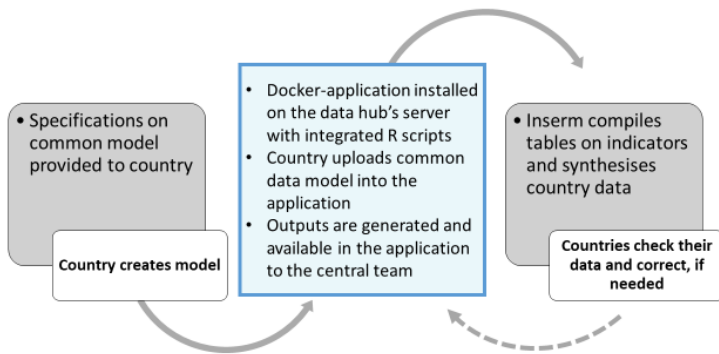 • Specifications on
common model
provided to country
Country creates model
• Docker-application installed
on the data hub's server
with integrated R scripts
• Country uploads common
data model into the
application
• Outputs are generated and
available in the application
to the central team
• Inserm compiles
tables on indicators
and synthesises
country data
Countries check their
data and correct, if
needed